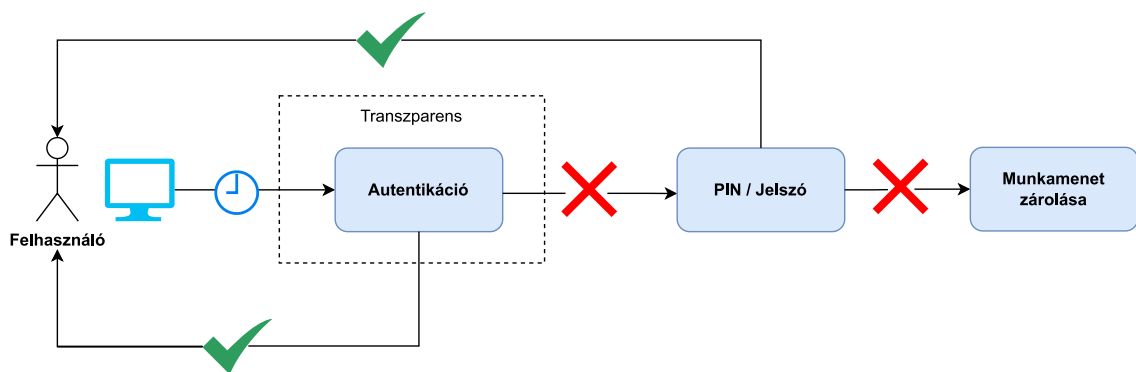 Transzparens
Autentikáció
PIN / Jelszó
Munkamenet
zárolása
Felhasználó